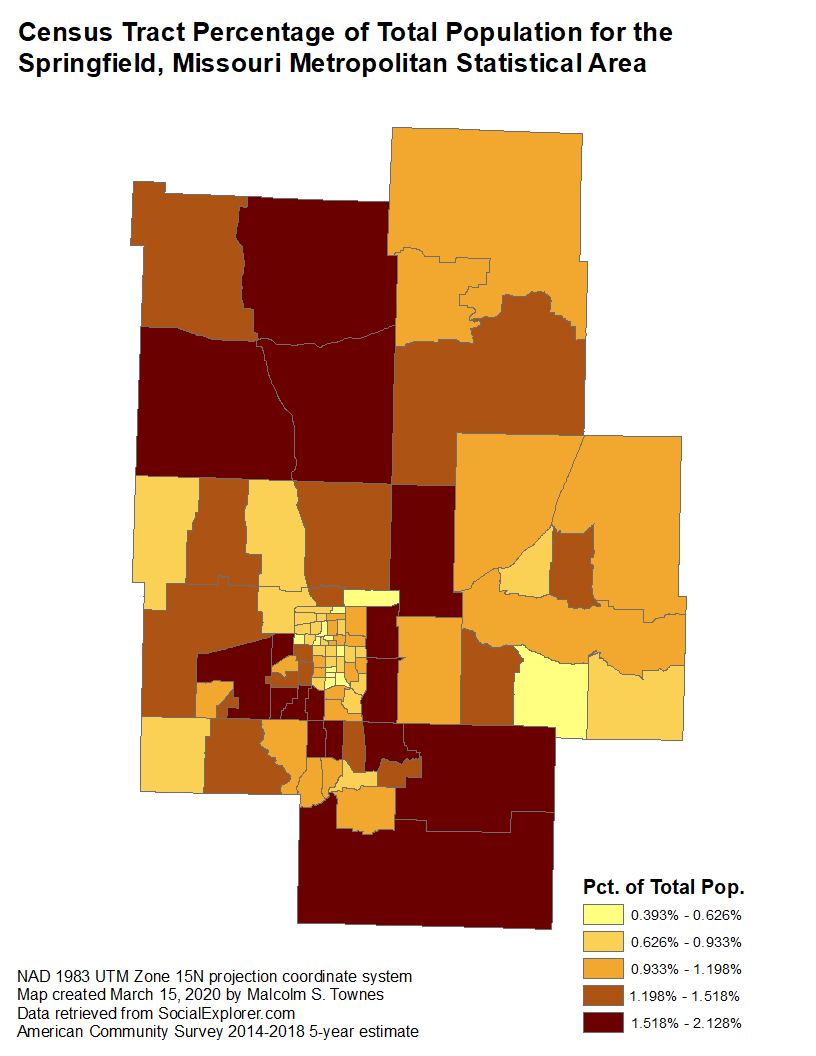 Census Tract Percentage of Total Population for the
Springfield, Missouri Metropolitan Statistical Area
Pct. of Total Pop.
0.393% - 0.626%
0.626% - 0.933%
0.933% - 1.198%
1.198% - 1.518%
1.518% - 2.128%
NAD 1983 UTM Zone 15N projection coordinate system
Map created March 15, 2020 by Malcolm S. Townes
Data retrieved from SocialExplorer.com
American Community Survey 2014-2018 5-year estimate